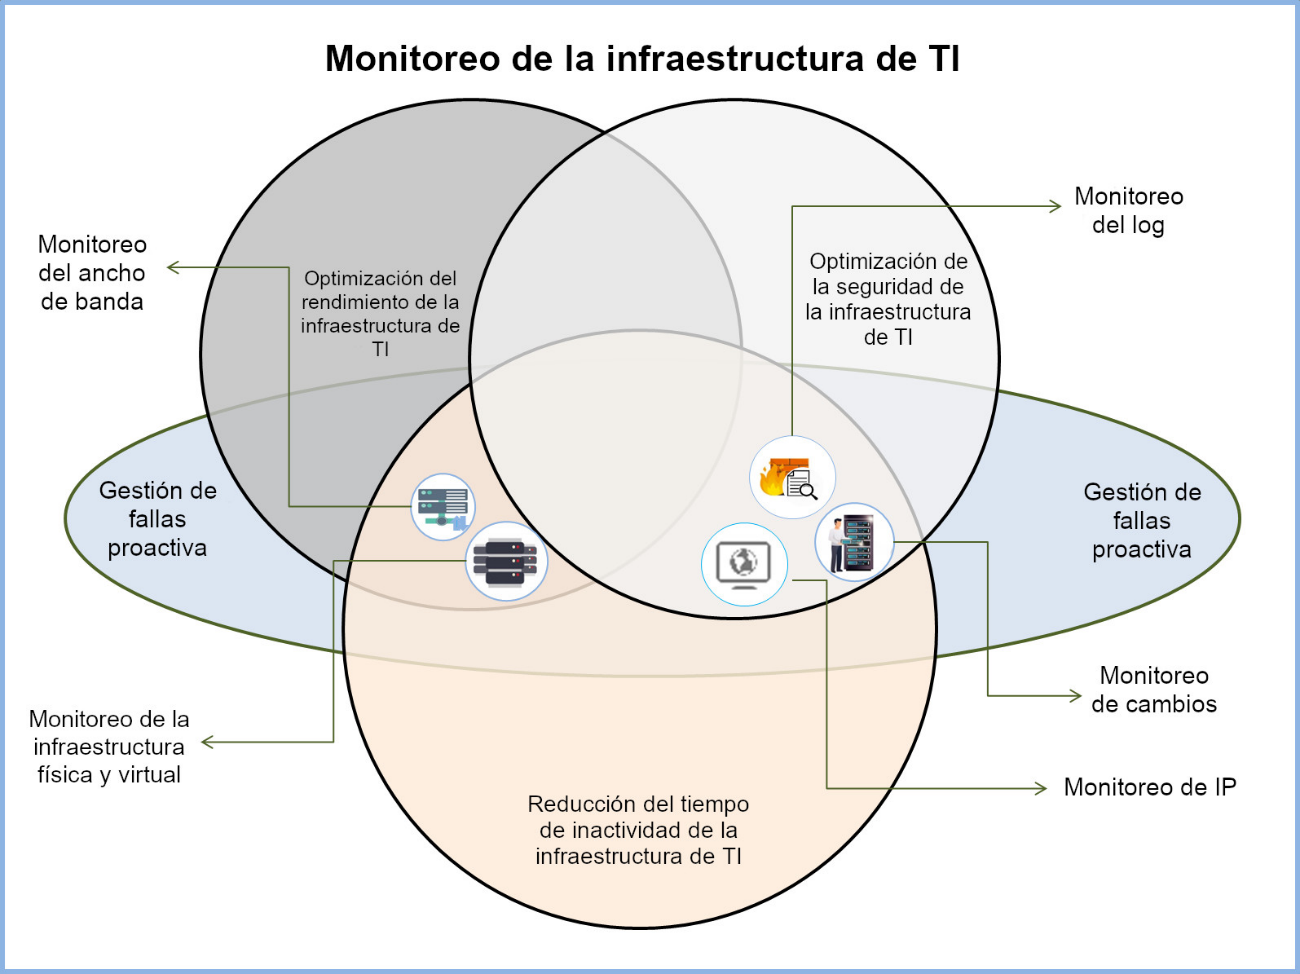 Monitoreo de la infraestructura de TI
Monitoreo
del log
Monitoreo
del ancho
de banda
Optimización del
rendimiento de la
infraestructura de
TI
Optimización de
la seguridad de
la infraestructura
de TI
Gestión de
fallas
proactiva
Gestión de
fallas
proactiva
Monitoreo
de cambios
Monitoreo de la
infraestructura
física y virtual
Monitoreo de IP
Reducción del tiempo
de inactividad de la
infraestructura de TI